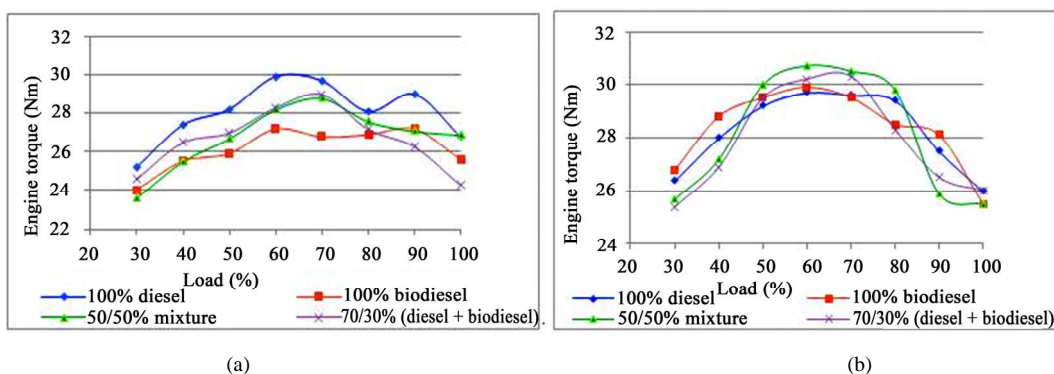 Engine torque (Nm)
32
30
28
26
24
22
20 30 40 50 60 70 80 90 100
Load (%)
100% diesel 100% biodiesel
50/50% mixture 70/30% (diesel + biodiesel)
(a)
Engine torque (Nm)
32
30
28
26
24
20 30 40 50 60 70 80 90 100
Load (%)
100% diesel 100% biodiesel
50/50% mixture 70/30% (diesel + biodiesel)
(b)